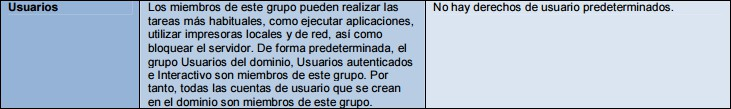 Usuarios
Los miembros de este grupo pueden realizar las
tareas más habituales, como ejecutar aplicaciones,
utilizar impresoras locales y de red, así como
bloquear el servidor. De forma predeterminada, el
grupo Usuarios del dominio, Usuarios autenticados
e Interactivo son miembros de este grupo. Por
tanto, todas las cuentas de usuario que se crean
en el dominio son miembros de este grupo.
No hay derechos de usuario predeterminados.